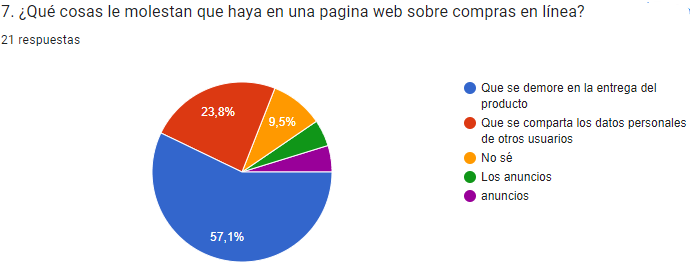 7. ¿Qué cosas le molestan que haya en una pagina web sobre compras en línea?
21 respuestas
Que se demore en la entrega del
producto
Que se comparta los datos personales
de otros usuarios
No sé
Los anuncios
anuncios
23,8%
9,5%
57,1%